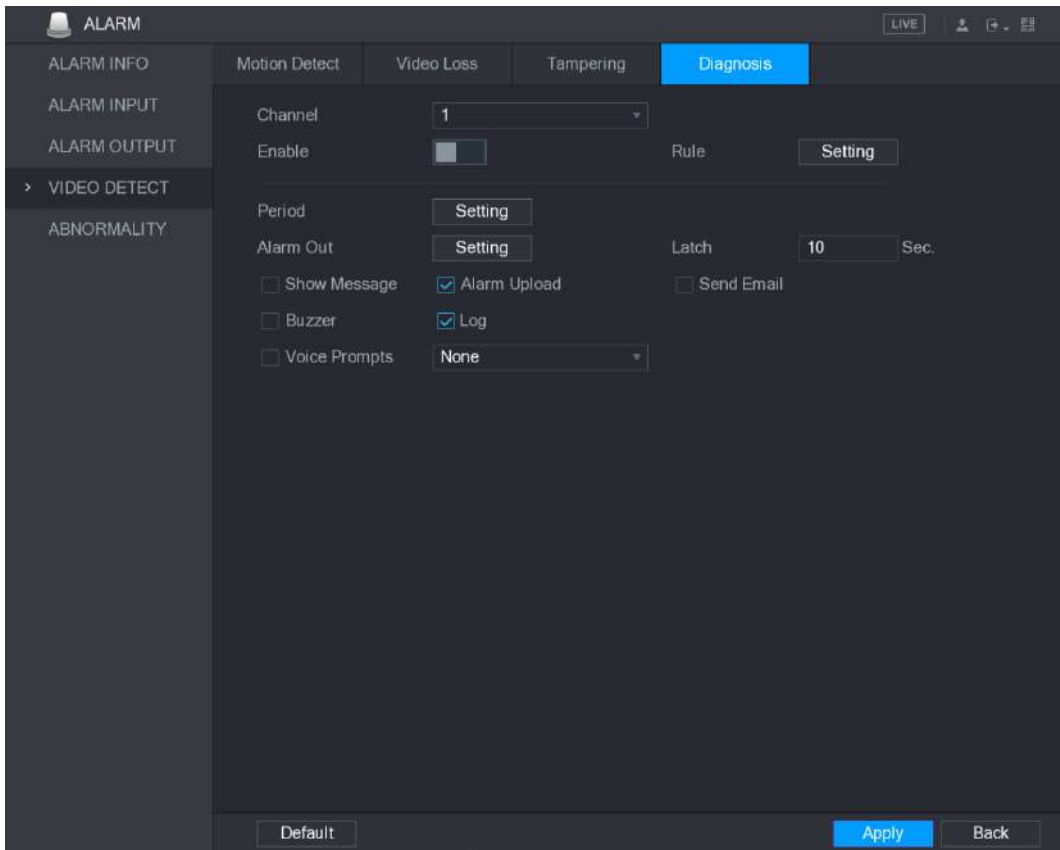 ALARM LIVE
ALARM INFO
ALARM INPUT
ALARM OUTPUT
> VIDEO DETECT
ABNORMALITY
Motion Detect Video Loss Tampering Diagnosis
Channel 1
Enable Rule Setting
Period Setting
Alarm Out Setting Latch 10 Sec.
Show Message Alarm Upload Send Email
Buzzer Log
Voice Prompts None
Default Apply Back